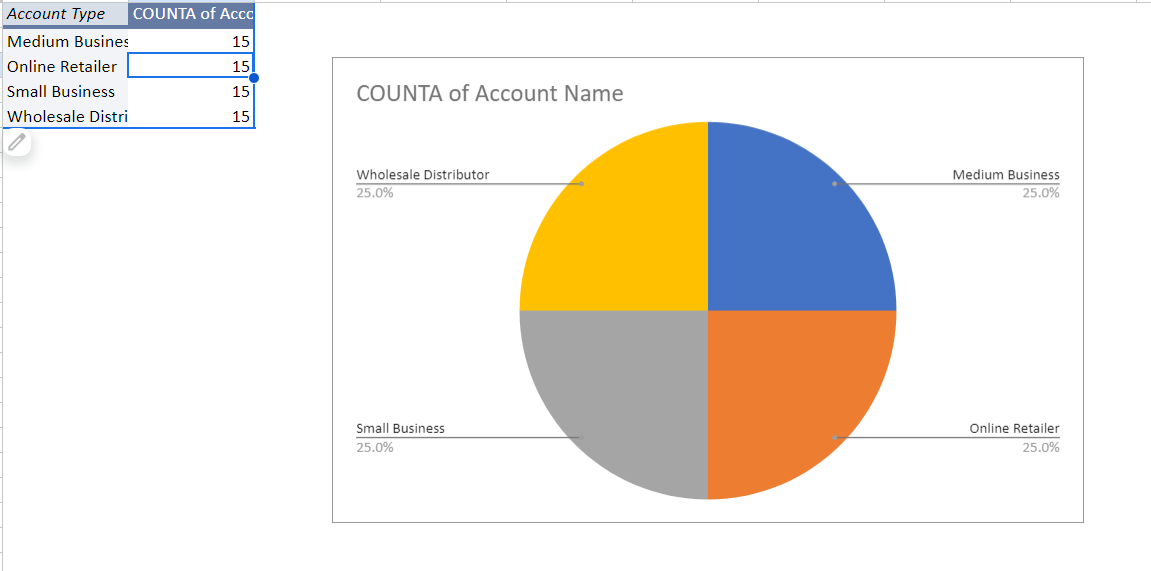 Account Type COUNTA of Acco
Medium Busines 15
Online Retailer 15
Small Business 15
Wholesale Distri 15
COUNTA of Account Name
Wholesale Distributor
25.0%
Medium Business
25.0%
Small Business
25.0%
Online Retailer
25.0%